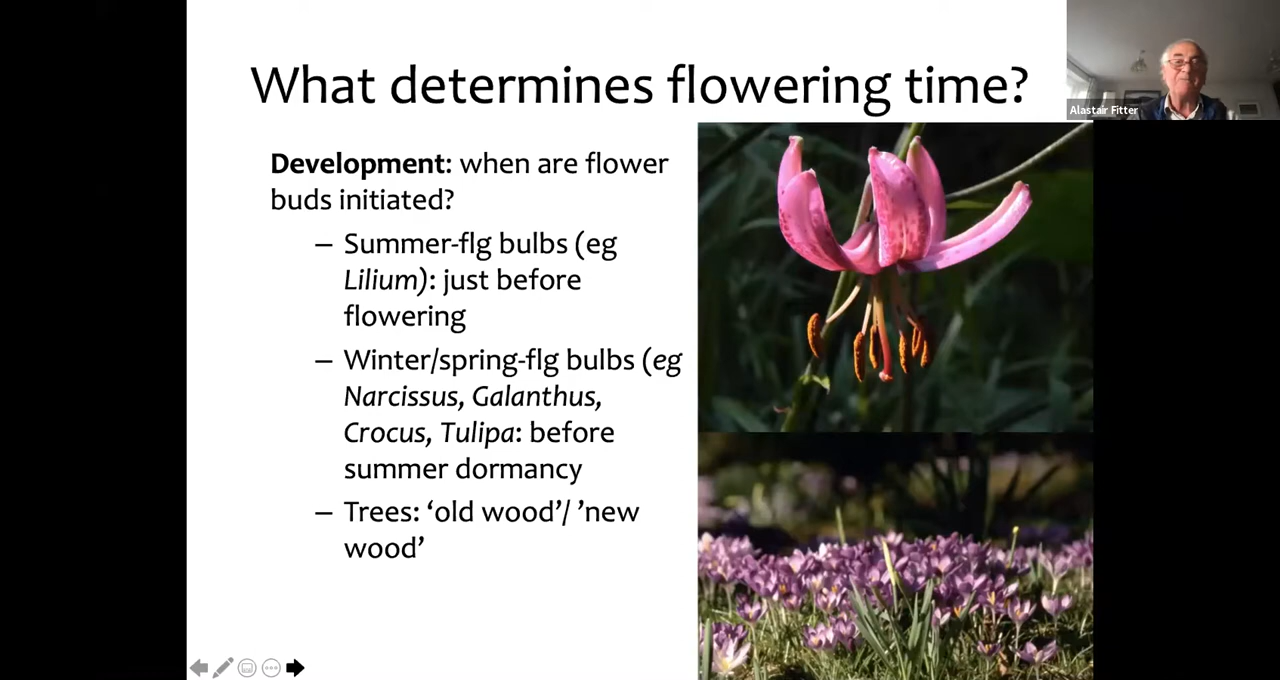 What determines flowering time?
Alastair Fitter
Development: when are flower
buds initiated?
– Summer-flg bulbs (eg
Lilium): just before
flowering
– Winter/spring-flg bulbs (eg
Narcissus, Galanthus,
Crocus, Tulipa: before
summer dormancy
– Trees: ‘old wood’/ ’new
wood’